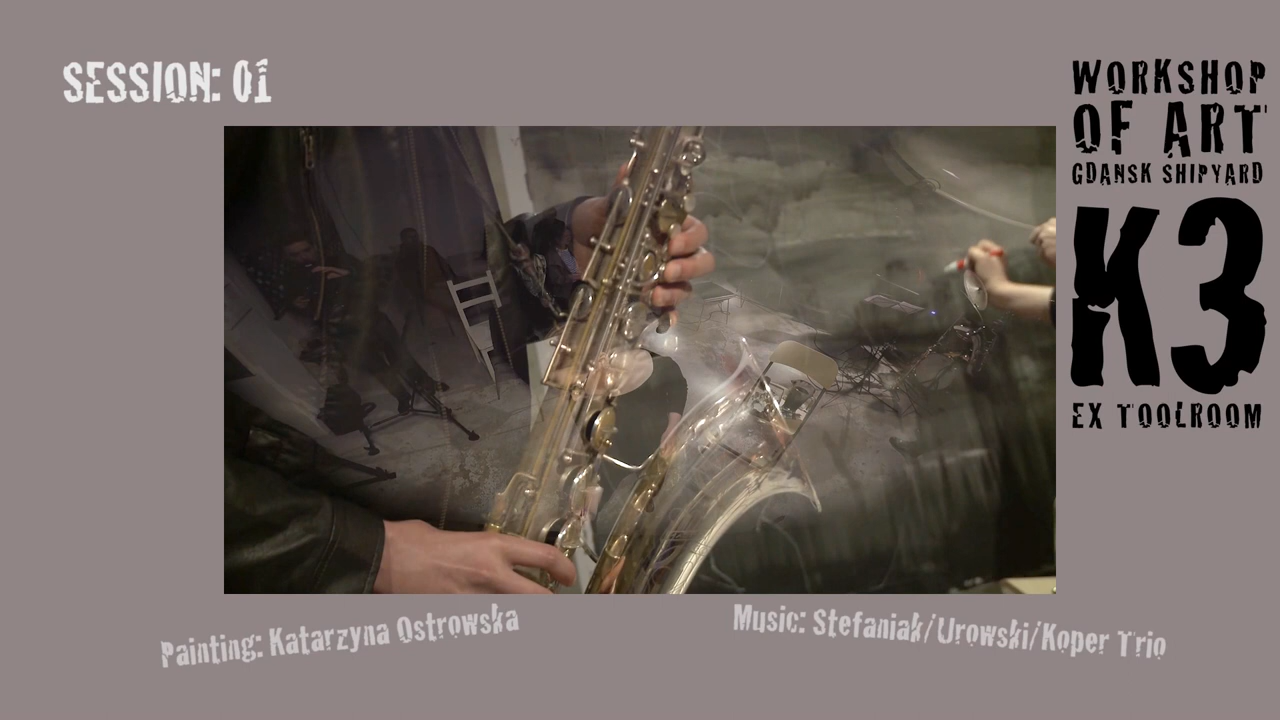 SESSION: 01
WORKSHOP
OF ART
GDANSK SHIPYARD
K3
EX TOOLROOM
Painting: Katarzyna Ostrowska
Music: Stefaniak/Urowski/Koper Trio